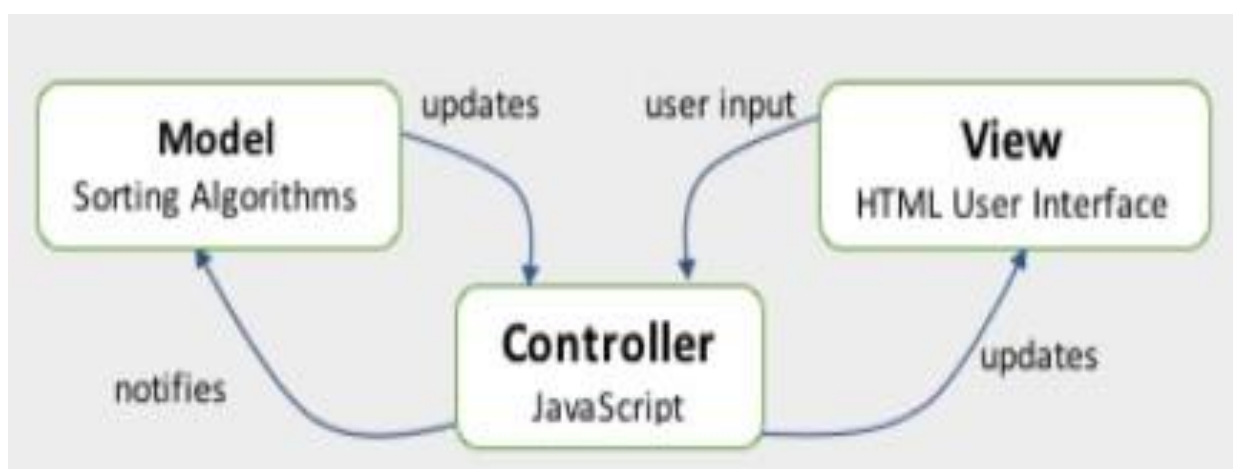 updates
user input
Model
Sorting Algorithms
View
HTML User Interface
Controller
JavaScript
notifies
updates